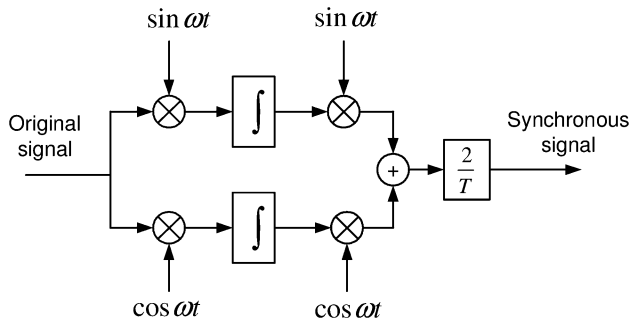 sin ωt
sin ωt
Original
signal
∫
Synchronous
signal
+
2
T
∫
cos ωt
cos ωt